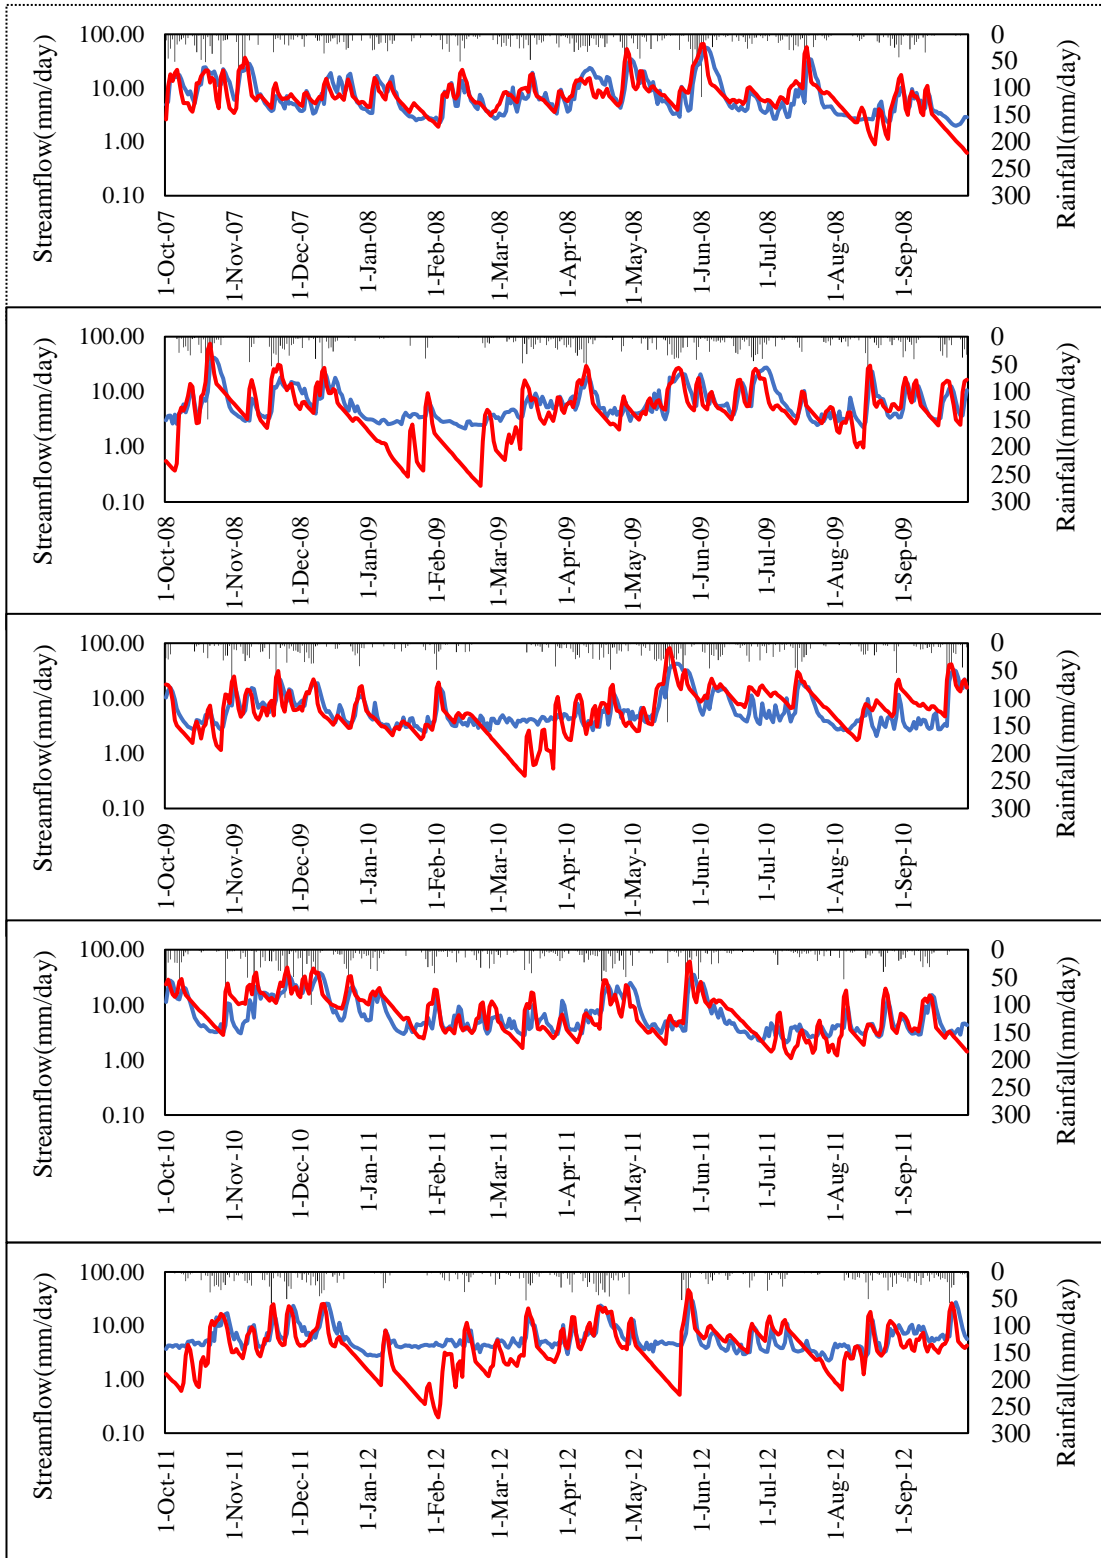 Streamflow(mm/day)
100.00
10.00
1.00
0.10
0
50
100
150
200
250
300
Rainfall(mm/day)
1-Oct-07
1-Nov-07
1-Dec-07
1-Jan-08
1-Feb-08
1-Mar-08
1-Apr-08
1-May-08
1-Jun-08
1-Jul-08
1-Aug-08
1-Sep-08
Streamflow(mm/day)
100.00
10.00
1.00
0.10
0
50
100
150
200
250
300
Rainfall(mm/day)
1-Oct-08
1-Nov-08
1-Dec-08
1-Jan-09
1-Feb-09
1-Mar-09
1-Apr-09
1-May-09
1-Jun-09
1-Jul-09
1-Aug-09
1-Sep-09
Streamflow(mm/day)
100.00
10.00
1.00
0.10
0
50
100
150
200
250
300
Rainfall(mm/day)
1-Oct-09
1-Nov-09
1-Dec-09
1-Jan-10
1-Feb-10
1-Mar-10
1-Apr-10
1-May-10
1-Jun-10
1-Jul-10
1-Aug-10
1-Sep-10
Streamflow(mm/day)
100.00
10.00
1.00
0.10
0
50
100
150
200
250
300
Rainfall(mm/day)
1-Oct-10
1-Nov-10
1-Dec-10
1-Jan-11
1-Feb-11
1-Mar-11
1-Apr-11
1-May-11
1-Jun-11
1-Jul-11
1-Aug-11
1-Sep-11
Streamflow(mm/day)
100.00
10.00
1.00
0.10
0
50
100
150
200
250
300
Rainfall(mm/day)
1-Oct-11
1-Nov-11
1-Dec-11
1-Jan-12
1-Feb-12
1-Mar-12
1-Apr-12
1-May-12
1-Jun-12
1-Jul-12
1-Aug-12
1-Sep-12